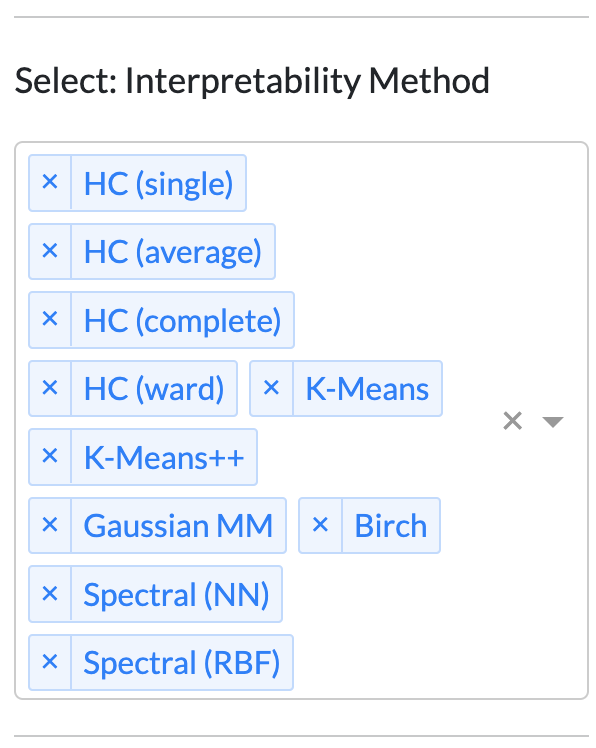 Select: Interpretability Method
× HC (single)
× HC (average)
× HC (complete)
× HC (ward) × K-Means
× K-Means++
× Gaussian MM × Birch
× Spectral (NN)
× Spectral (RBF)